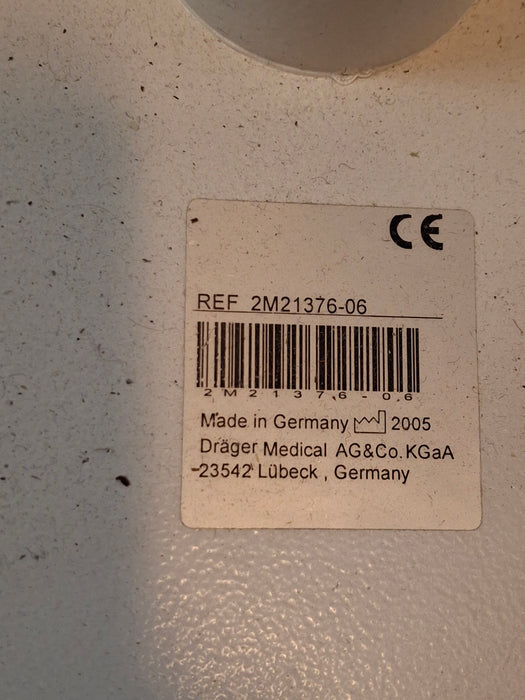 CE
REF 2M21376-06
2M21376-06
Made in Germany 2005
Dräger Medical AG&Co.KGaA
-23542 Lübeck , Germany